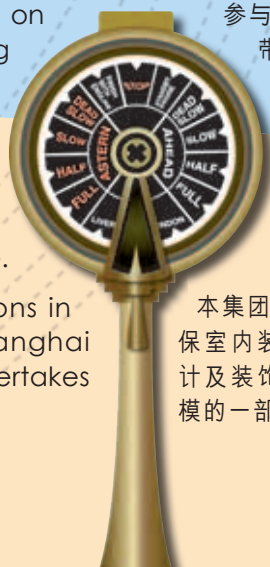 on
g
参与
带
STOP
DEAD SLOW
SLOW
HALF
FULL
ASTERN
AHEAD
DEAD SLOW
SLOW
HALF
FULL
.
ons in
anghai
ertakes
本集团
保室内装
计及装饰
模的一部